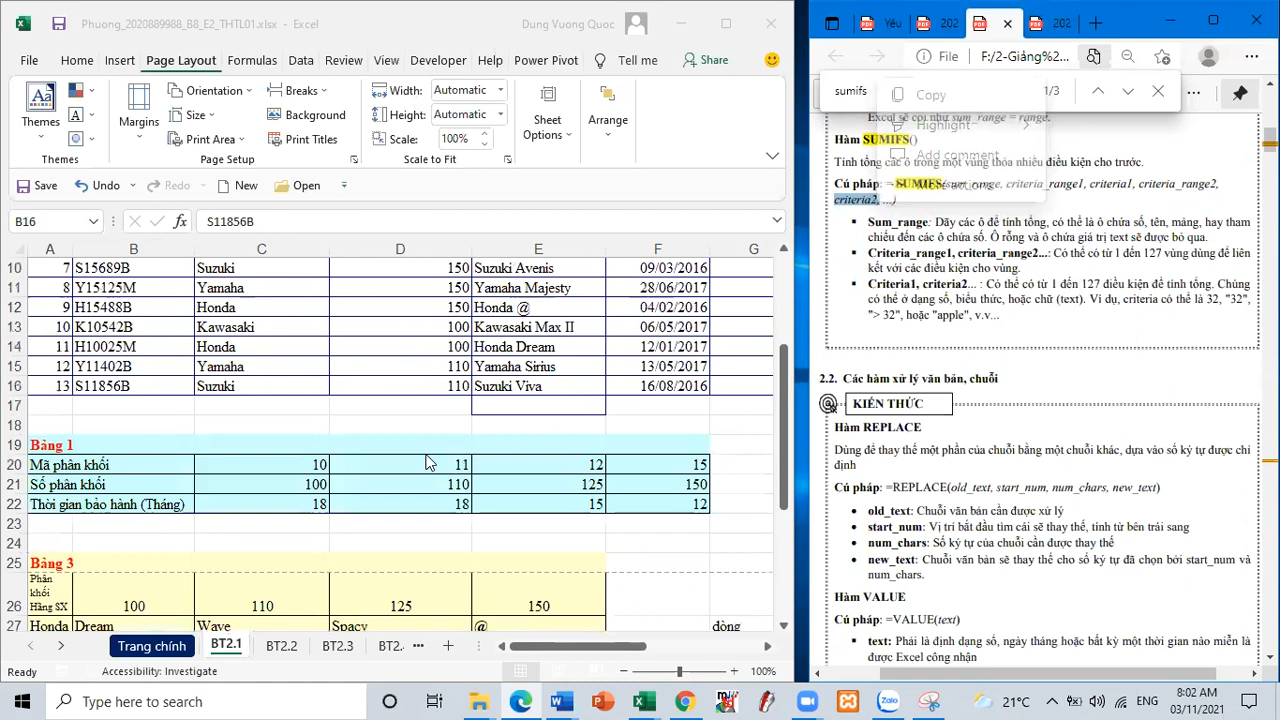 Phuong_2020889988_B8_E2_THTL01.xlsx - Excel
Dung Vuong Quoc
File Home Insert Page Layout Formulas Data Review View Developer Help Power Pivot Tell me Share
Themes
Margins
Orientation
Size
Print Area
Breaks
Background
Print Titles
Width: Automatic
Height: Automatic
Scale: 100%
Sheet Options
Arrange
Themes Page Setup Scale to Fit
Save Undo Redo New Open
B16 fx S11856B
A B C D E F G
10 7 S15989B Suzuki 150 Suzuki Avenis 09/03/2016
11 8 Y15125M Yamaha 150 Yamaha Majesty 28/06/2017
12 9 H15488B Honda 150 Honda @ 04/02/2016
13 10 K10542B Kawasaki 100 Kawasaki Max II 06/05/2017
14 11 H10025M Honda 100 Honda Dream 12/01/2017
15 12 Y11402B Yamaha 110 Yamaha Sirius 13/05/2017
16 13 S11856B Suzuki 110 Suzuki Viva 16/08/2016
17
18
19 Bảng 1
20 Mã phân khối 10 11 12 15
21 Số phân khối 100 110 125 150
22 Thời gian bảo hành (Tháng) 18 18 15 12
23
24
25 Bảng 3
Phân
khối
26 Hãng SX 100 110 125 150
27 Honda Dream Wave Spacy @ dòng
Trang chính BT2.1 BT2. BT2.3 BT2. ...
Ready Accessibility: Investigate 100%
Yêu 202 202
File F:/2-Giảng%2...
sumifs 1/3
Copy
Highlight
Add comment
Excal sẽ coi như sum_range = range.
Hàm SUMIFS()
Tính tổng các ô trong một vùng thỏa nhiều điều kiện cho trước.
Cú pháp: = SUMIFS(sum_range, criteria_range1, criteria1, criteria_range2,
criteria2, ...)
▪ Sum_range: Dãy các ô để tính tổng, có thể là ô chứa số, tên, mảng, hay tham
chiếu đến các ô chứa số. Ô rỗng và ô chứa giá trị text sẽ được bỏ qua.
▪ Criteria_range1, criteria_range2...: Có thể có từ 1 đến 127 vùng dùng để liên
kết với các điều kiện cho vùng.
▪ Criteria1, criteria2... : Có thể có từ 1 đến 127 điều kiện để tính tổng. Chúng
có thể ở dạng số, biểu thức, hoặc chữ (text). Ví dụ, criteria có thể là 32, "32",
"> 32", hoặc "apple", v.v...
2.2. Các hàm xử lý văn bản, chuỗi
KIẾN THỨC
Hàm REPLACE
Dùng để thay thế một phần của chuỗi bằng một chuỗi khác, dựa vào số ký tự được chỉ
định
Cú pháp: =REPLACE(old_text, start_num, num_chars, new_text)
• old_text: Chuỗi văn bản cần được xử lý
• start_num: Vị trí bắt đầu tìm cái sẽ thay thế, tính từ bên trái sang
• num_chars: Số ký tự của chuỗi cần được thay thế
• new_text: Chuỗi văn bản sẽ thay thế cho số ký tự đã chọn bởi start_num và
num_chars.
Hàm VALUE
Cú pháp: =VALUE(text)
▪ text: Phải là định dạng số, ngày tháng hoặc bất kỳ một thời gian nào miễn là
được Excel công nhận
Type here to search
21°C ENG
8:02 AM
03/11/2021